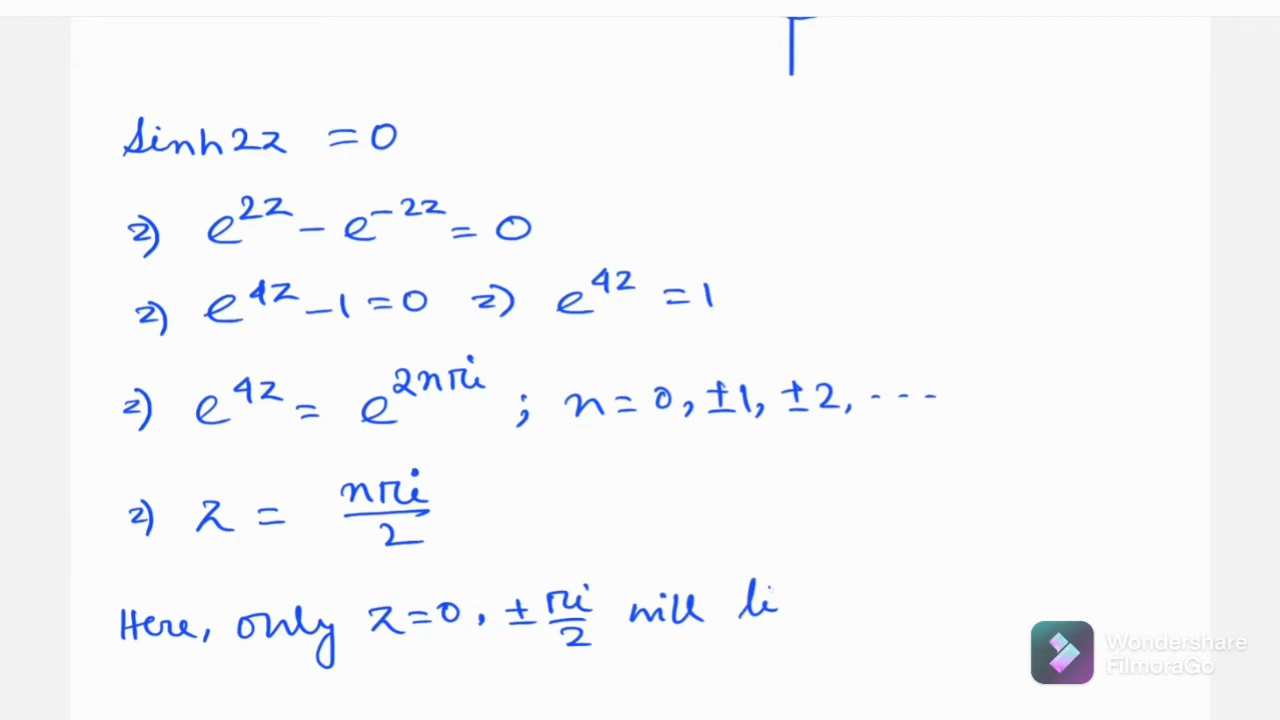 Sinh2z = 0
⇒ e^{2z} - e^{-2z} = 0
⇒ e^{4z} - 1 = 0 ⇒ e^{4z} = 1
⇒ e^{4z} = e^{2nπi} ; n = 0, ±1, ±2, ...
⇒ z = nπi/2
Here, only z = 0, ± πi/2 will li
Wondershare
FilmoraGo